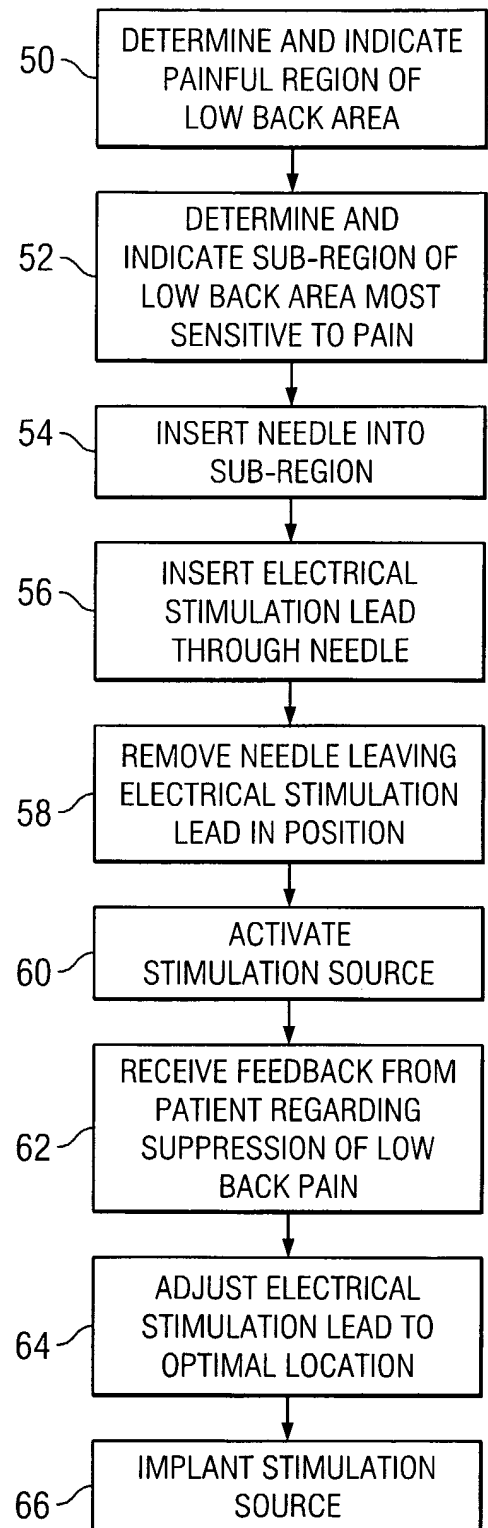 50
DETERMINE AND INDICATE
PAINFUL REGION OF
LOW BACK AREA
52
DETERMINE AND
INDICATE SUB-REGION OF
LOW BACK AREA MOST
SENSITIVE TO PAIN
54
INSERT NEEDLE INTO
SUB-REGION
56
INSERT ELECTRICAL
STIMULATION LEAD
THROUGH NEEDLE
58
REMOVE NEEDLE LEAVING
ELECTRICAL STIMULATION
LEAD IN POSITION
60
ACTIVATE
STIMULATION SOURCE
62
RECEIVE FEEDBACK FROM
PATIENT REGARDING
SUPPRESSION OF LOW
BACK PAIN
64
ADJUST ELECTRICAL
STIMULATION LEAD TO
OPTIMAL LOCATION
66
IMPLANT STIMULATION
SOURCE